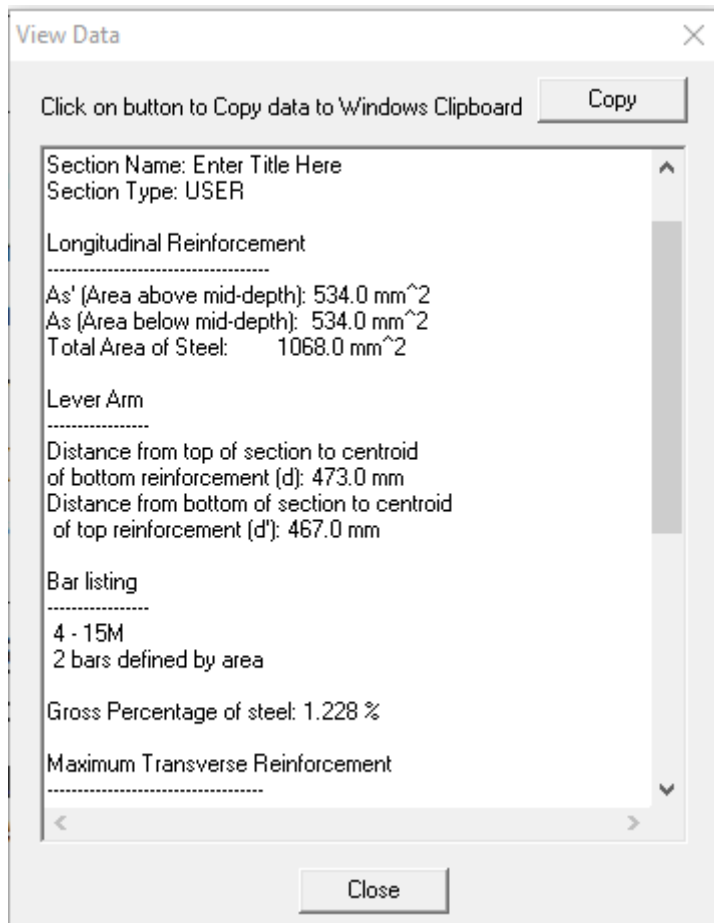 View Data
Click on button to Copy data to Windows Clipboard
Copy
Section Name: Enter Title Here
Section Type: USER
Longitudinal Reinforcement
-------------------------------------
As' (Area above mid-depth): 534.0 mm^2
As (Area below mid-depth):  534.0 mm^2
Total Area of Steel:        1068.0 mm^2
Lever Arm
-----------------
Distance from top of section to centroid
of bottom reinforcement (d): 473.0 mm
Distance from bottom of section to centroid
of top reinforcement (d'): 467.0 mm
Bar listing
-----------------
4 - 15M
2 bars defined by area
Gross Percentage of steel: 1.228 %
Maximum Transverse Reinforcement
------------------------------------
Close